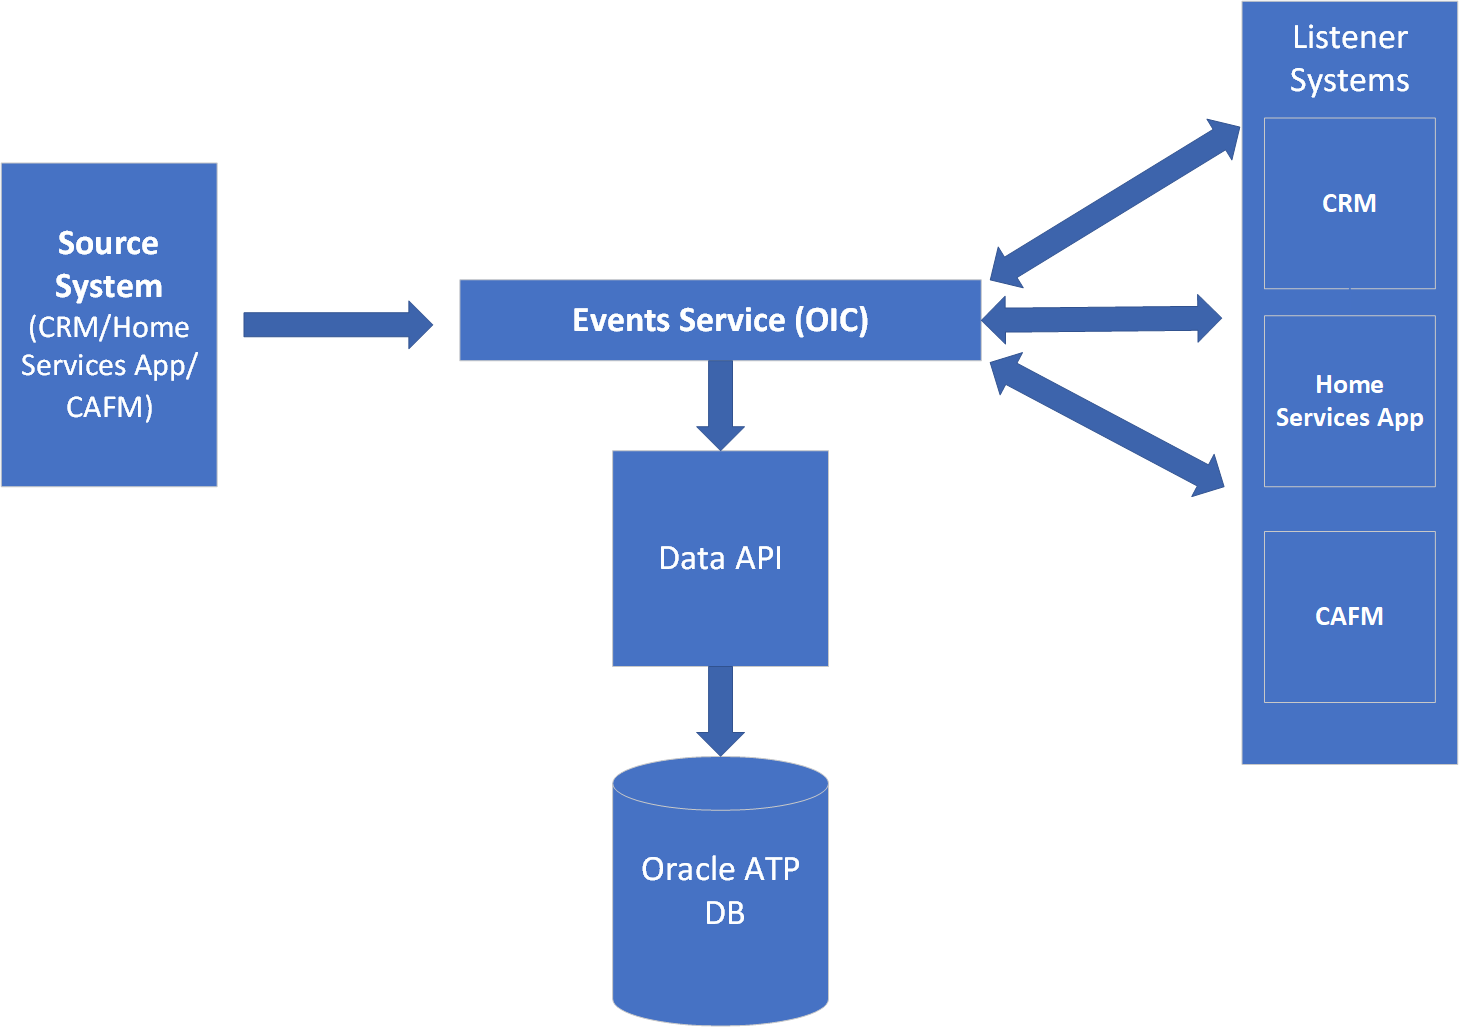 Source
System
(CRM/Home
Services App/
CAFM)
Events Service (OIC)
Data API
Oracle ATP
DB
Listener
Systems
CRM
Home
Services App
CAFM